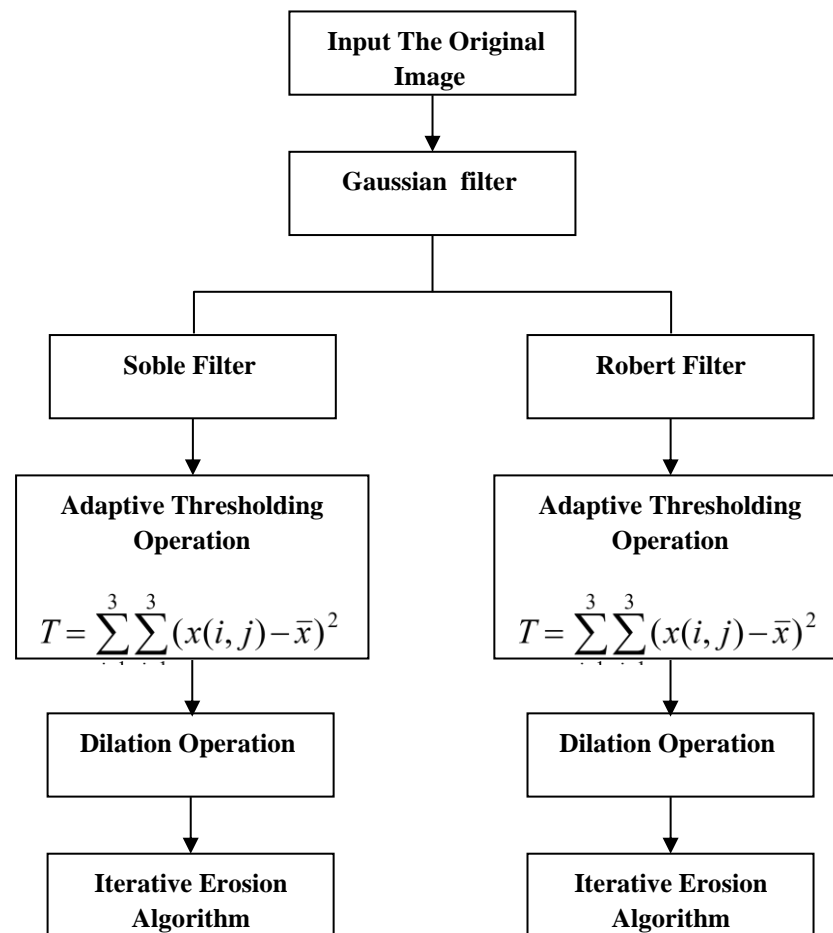 Input The Original
Image
Gaussian filter
Soble Filter
Robert Filter
Adaptive Thresholding
Operation
T = ∑³ ∑³ (x(i, j) − x̄)²
Adaptive Thresholding
Operation
T = ∑³ ∑³ (x(i, j) − x̄)²
Dilation Operation
Dilation Operation
Iterative Erosion
Algorithm
Iterative Erosion
Algorithm